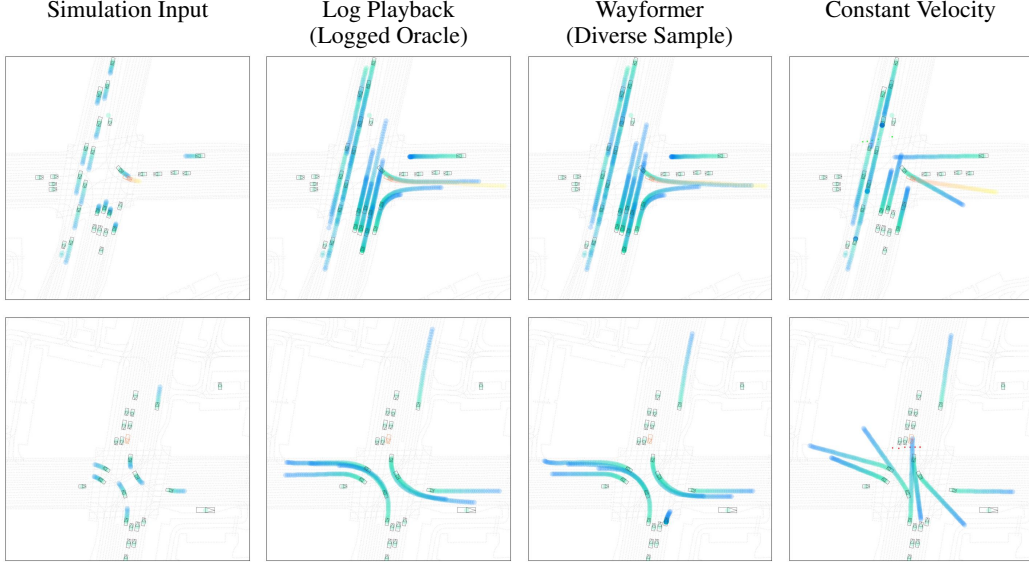 Simulation Input
Log Playback
(Logged Oracle)
Wayformer
(Diverse Sample)
Constant Velocity